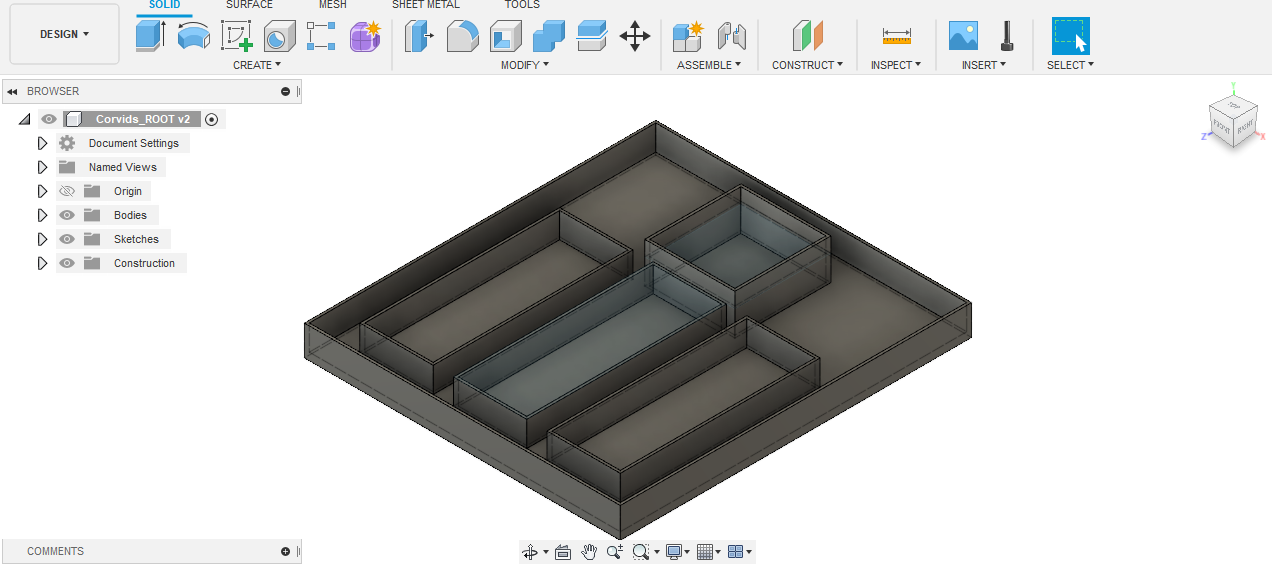 SOLID SURFACE MESH SHEET METAL TOOLS
DESIGN
CREATE MODIFY ASSEMBLE CONSTRUCT INSPECT INSERT SELECT
BROWSER
Corvids_ROOT v2
Document Settings
Named Views
Origin
Bodies
Sketches
Construction
TOP
FRONT RIGHT
Y
Z X
COMMENTS